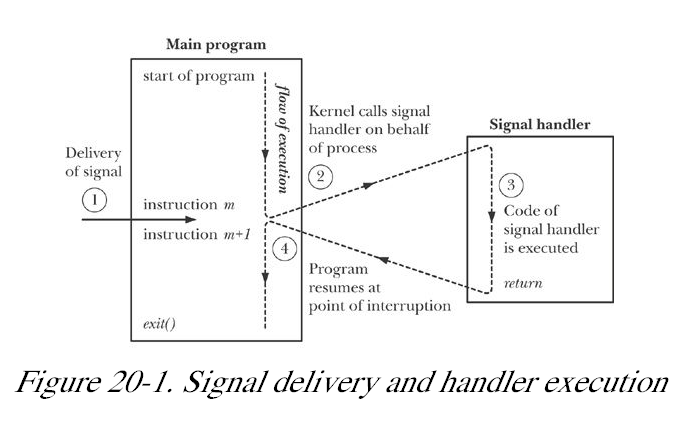 Main program
start of program
flow of execution
Delivery
of signal
1
instruction m
instruction m+1
exit()
Kernel calls signal
handler on behalf
of process
2
Signal handler
3
Code of
signal handler
is executed
return
4
Program
resumes at
point of interruption
Figure 20-1. Signal delivery and handler execution